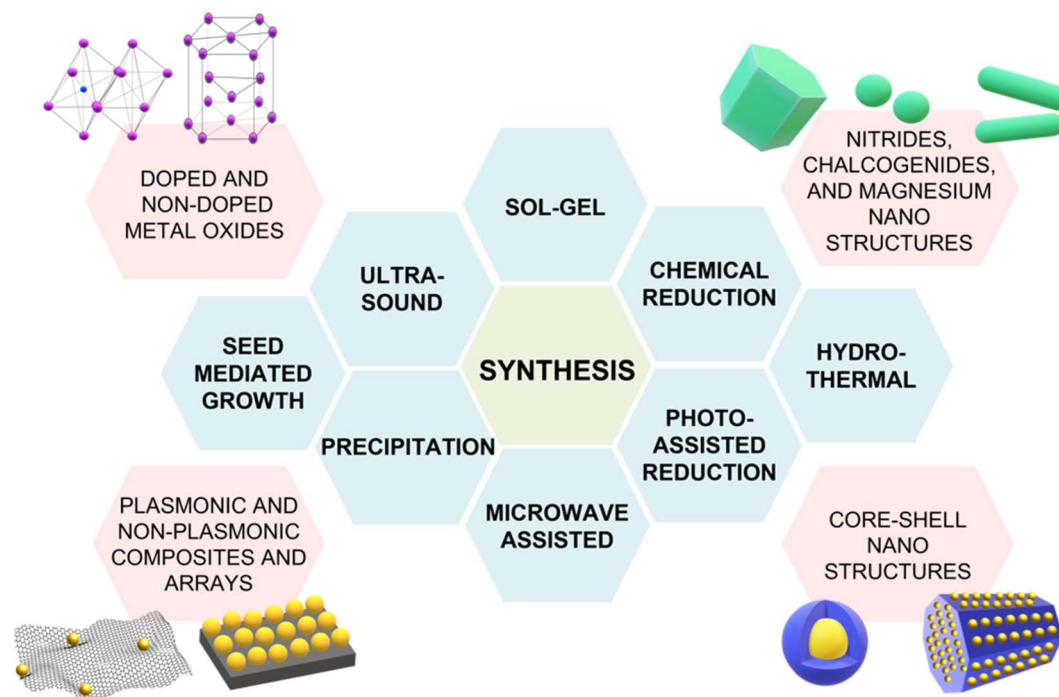 DOPED AND
NON-DOPED
METAL OXIDES
NITRIDES,
CHALCOGENIDES,
AND MAGNESIUM
NANO
STRUCTURES
SOL-GEL
ULTRA-
SOUND
CHEMICAL
REDUCTION
SEED
MEDIATED
GROWTH
SYNTHESIS
HYDRO-
THERMAL
PRECIPITATION
PHOTO-
ASSISTED
REDUCTION
MICROWAVE
ASSISTED
PLASMONIC AND
NON-PLASMONIC
COMPOSITES AND
ARRAYS
CORE-SHELL
NANO
STRUCTURES